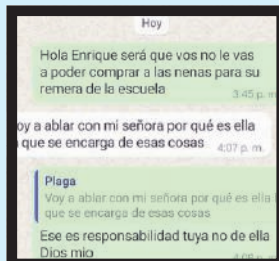 Hoy
Hola Enrique será que vos no le vas
a poder comprar a las nenas para su
remera de la escuela
3:45 p. m
oy a ablar con mi señora por qué es ella
que se encarga de esas cosas
4:07 p. m.
Plaga
Voy a ablar con mi señora por qué es ella
que se encarga de esas cosas
Ese es responsabilidad tuya no de ella
Dios mio
4:08 p. m